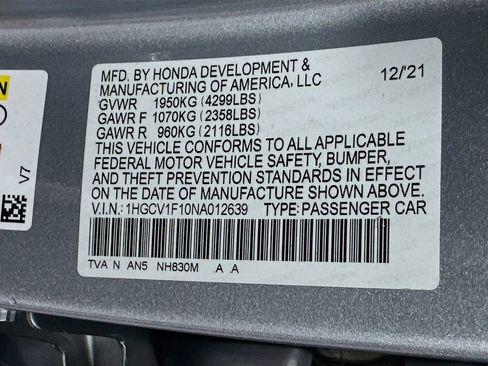 MFD. BY HONDA DEVELOPMENT & 12/'21
MANUFACTURING OF AMERICA, LLC
GVWR 1950KG(4299LBS)
GAWR F 1070KG(2358LBS)
GAWR R 960KG(2116LBS)
THIS VEHICLE CONFORMS TO ALL APPLICABLE
FEDERAL MOTOR VEHICLE SAFETY, BUMPER,
AND THEFT PREVENTION STANDARDS IN EFFECT
ON THE DATE OF MANUFACTURE SHOWN ABOVE.
V.I.N.: 1HGCV1F10NA012639 TYPE: PASSENGER CAR
TVA N AN5 NH830M A A
V7